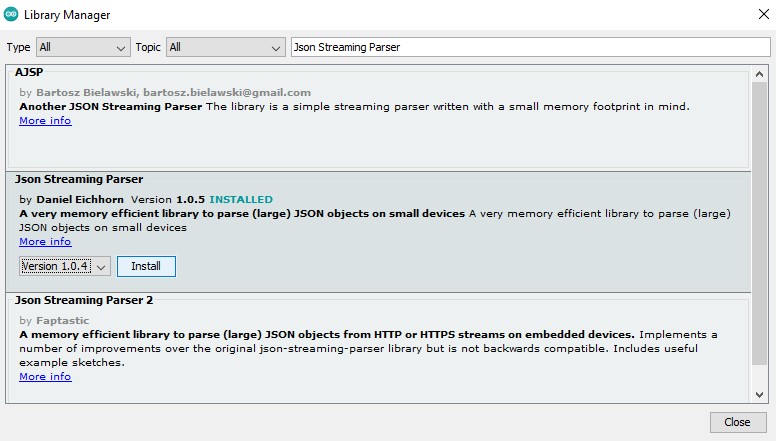 Library Manager
Type All Topic All Json Streaming Parser
AJSP
by Bartosz Bielawski, bartosz.bielawski@gmail.com
Another JSON Streaming Parser The library is a simple streaming parser written with a small memory footprint in mind.
More info
Json Streaming Parser
by Daniel Eichhorn Version 1.0.5 INSTALLED
A very memory efficient library to parse (large) JSON objects on small devices A very memory efficient library to parse (large)
JSON objects on small devices
More info
Version 1.0.4 Install
Json Streaming Parser 2
by Faptastic
A memory efficient library to parse (large) JSON objects from HTTP or HTTPS streams on embedded devices. Implements a
number of improvements over the original json-streaming-parser library but is not backwards compatible. Includes useful
example sketches.
More info
Close